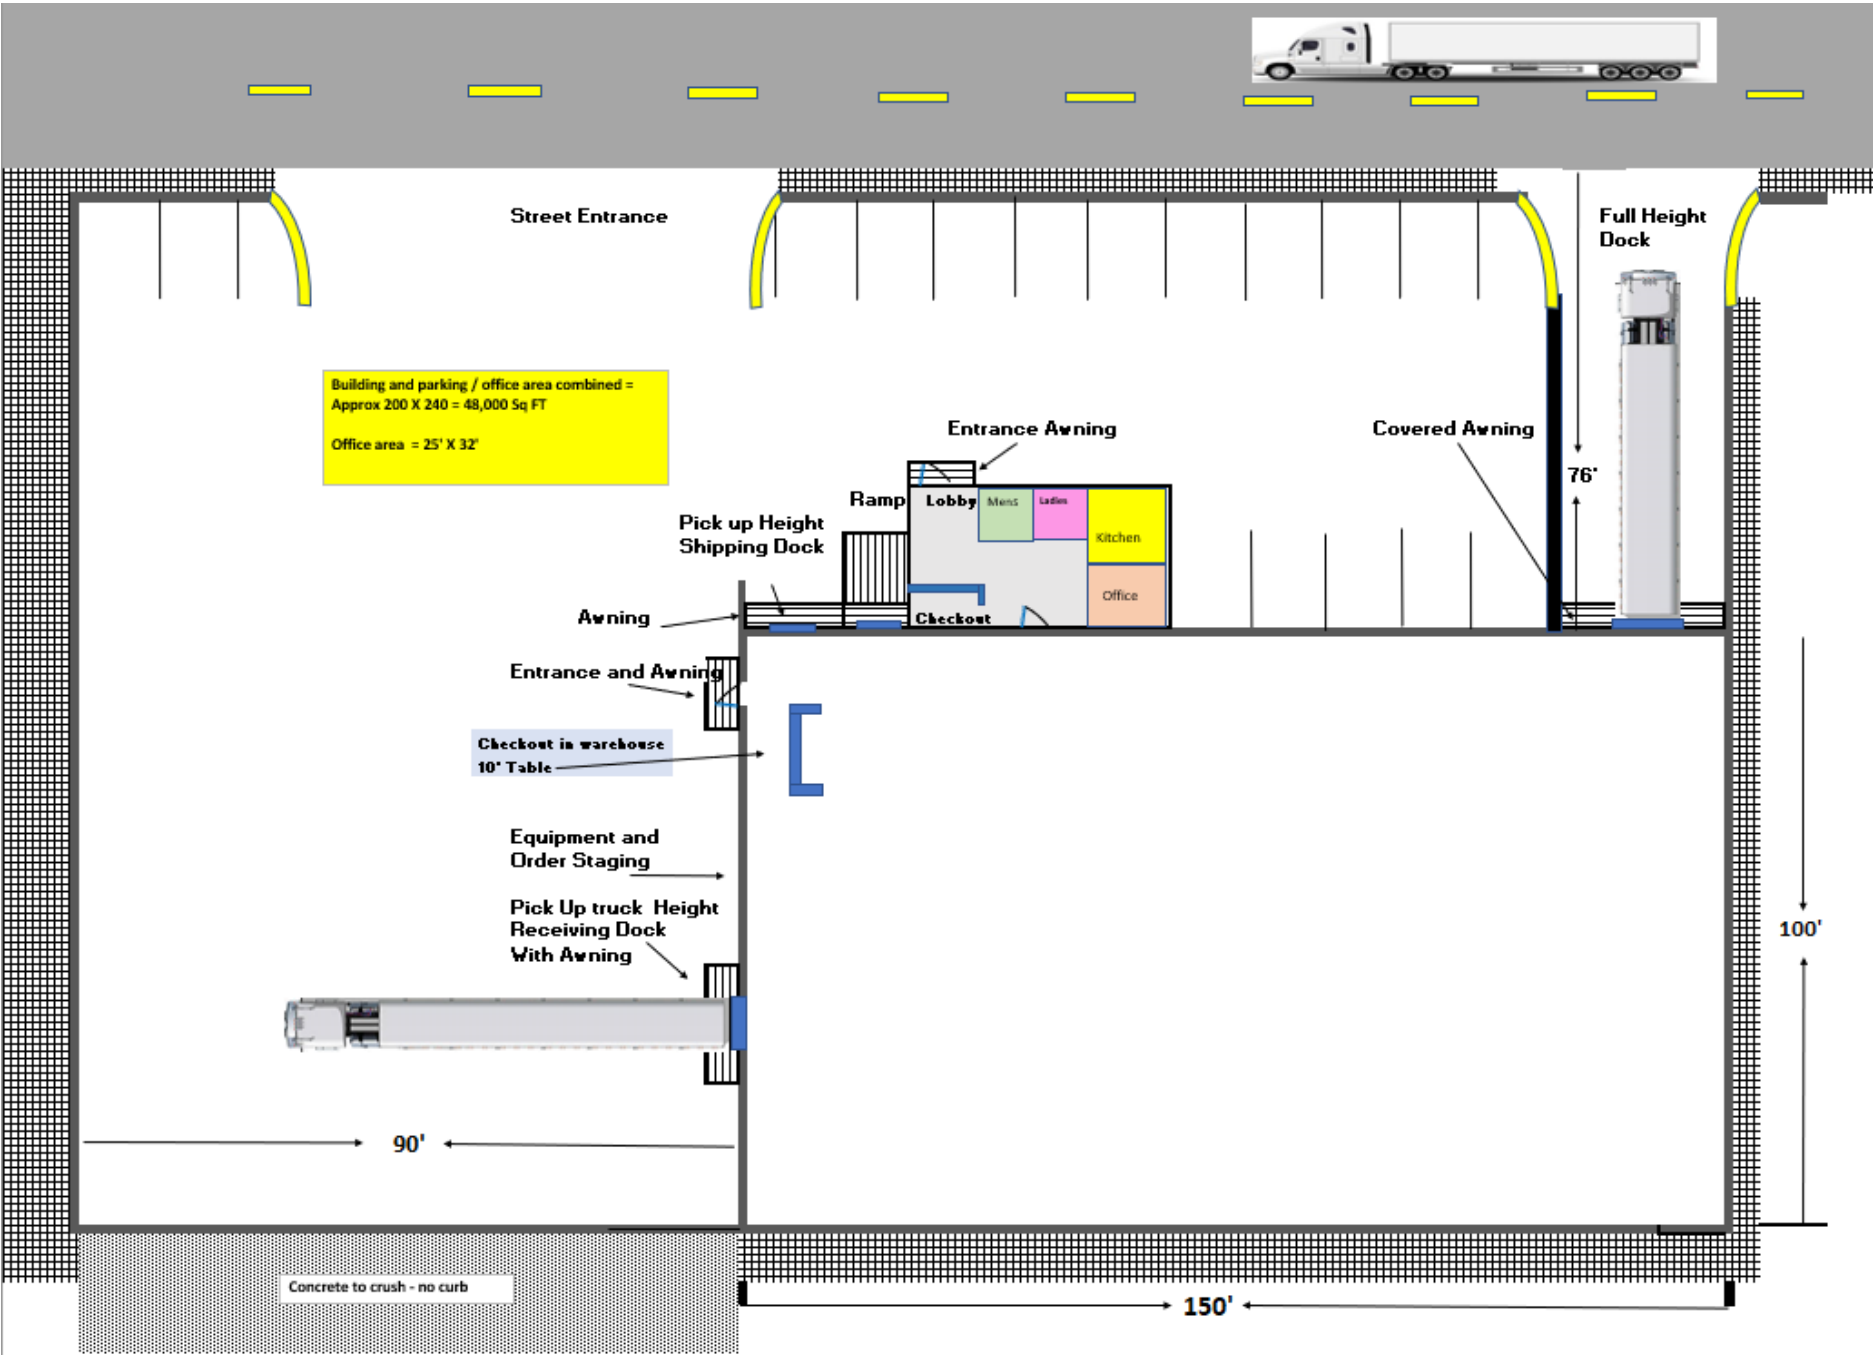 Street Entrance
Full Height
Dock
Building and parking / office area combined =
Approx 200 X 240 = 48,000 Sq FT
Office area  = 25' X 32'
Entrance Awning
Covered Awning
76'
Ramp
Lobby
Mens
Ladies
Pick up Height
Shipping Dock
Kitchen
Office
Awning
Checkout
Entrance and Awning
Checkout in warehouse
10' Table
Equipment and
Order Staging
Pick Up truck  Height
Receiving Dock
With Awning
100'
90'
Concrete to crush - no curb
150'